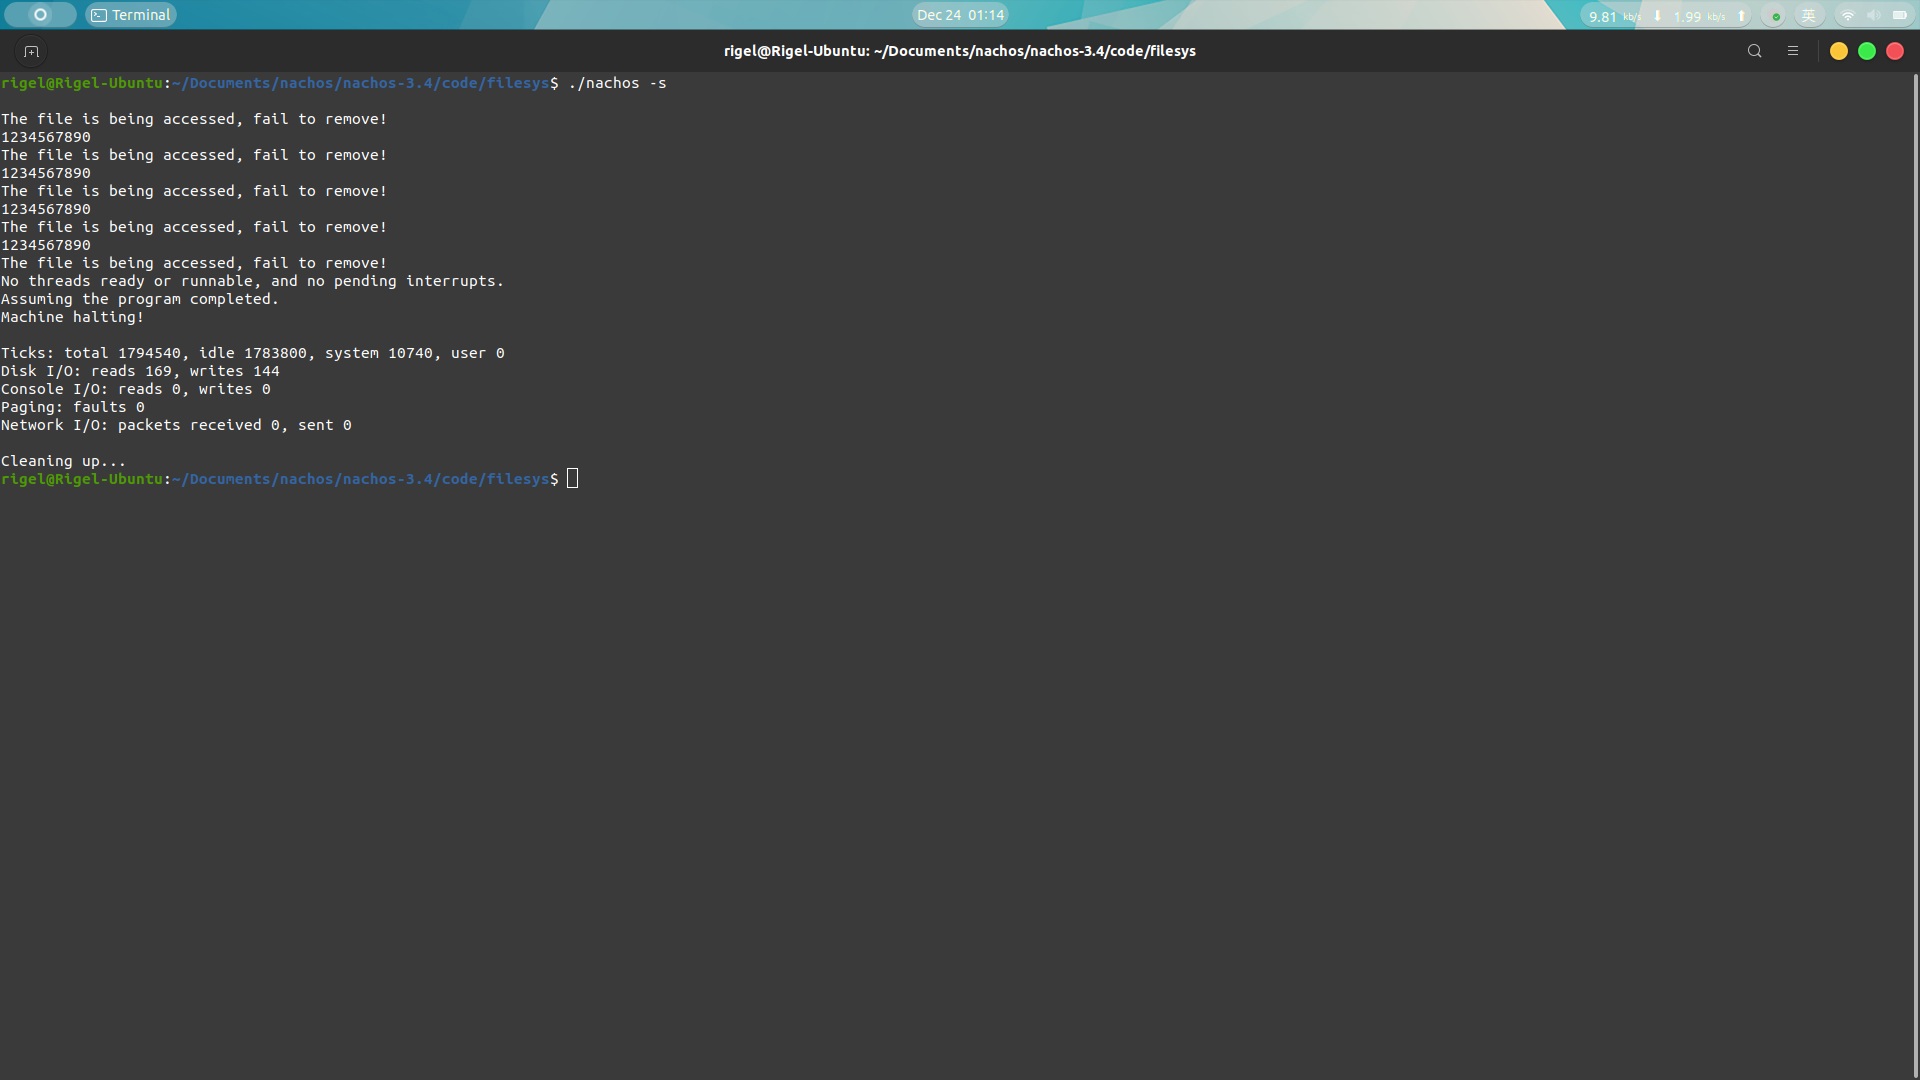 Terminal
Dec 24 01:14
9.81 kb/s 1.99 kb/s 英
rigel@Rigel-Ubuntu: ~/Documents/nachos/nachos-3.4/code/filesys
rigel@Rigel-Ubuntu:~/Documents/nachos/nachos-3.4/code/filesys$ ./nachos -s
The file is being accessed, fail to remove!
1234567890
The file is being accessed, fail to remove!
1234567890
The file is being accessed, fail to remove!
1234567890
The file is being accessed, fail to remove!
1234567890
The file is being accessed, fail to remove!
No threads ready or runnable, and no pending interrupts.
Assuming the program completed.
Machine halting!
Ticks: total 1794540, idle 1783800, system 10740, user 0
Disk I/O: reads 169, writes 144
Console I/O: reads 0, writes 0
Paging: faults 0
Network I/O: packets received 0, sent 0
Cleaning up...
rigel@Rigel-Ubuntu:~/Documents/nachos/nachos-3.4/code/filesys$